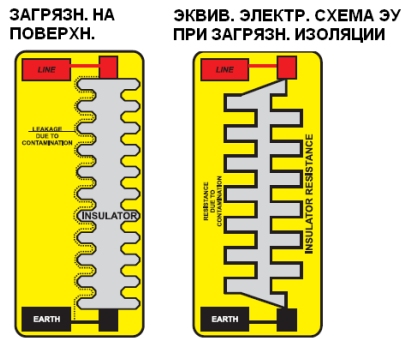 ЗАГРЯЗН. НА
ПОВЕРХН.
LINE
LEAKAGE
DUE TO
CONTAMINATION
INSULATOR
EARTH
ЭКВИВ. ЭЛЕКТР. СХЕМА ЭУ
ПРИ ЗАГРЯЗН. ИЗОЛЯЦИИ
LINE
RESISTANCE
DUE TO
CONTAMINATION
INSULATOR RESISTANCE
EARTH